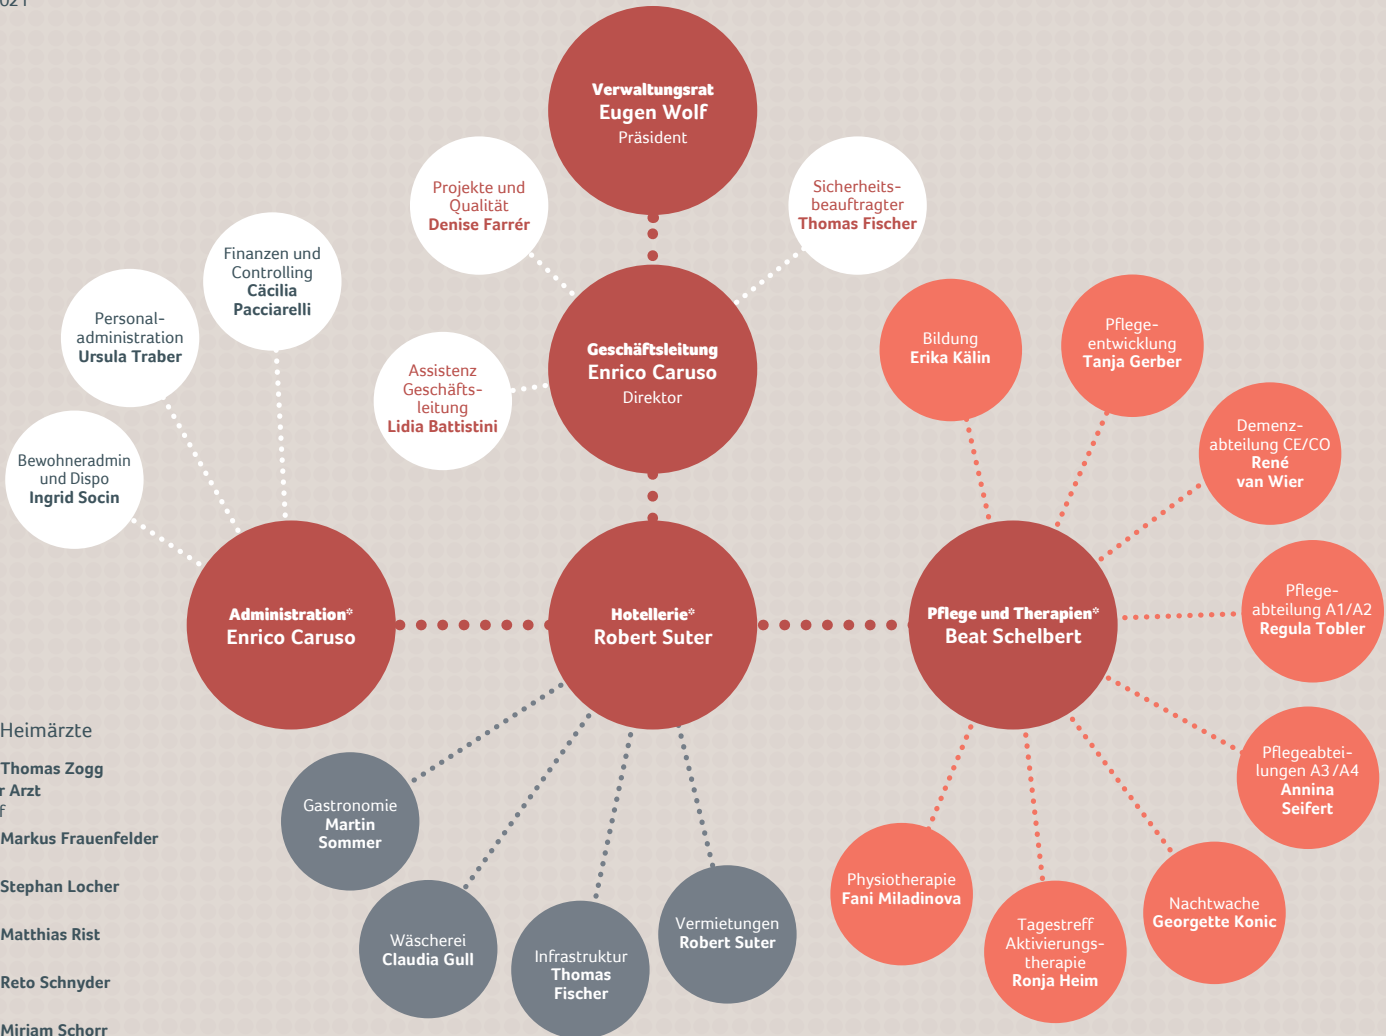 Verwaltungsrat
Eugen Wolf
Präsident
Projekte und
Qualität
Denise Farrér
Sicherheits-
beauftragter
Thomas Fischer
Finanzen und
Controlling
Cäcilia
Pacciarelli
Personal-
administration
Ursula Traber
Bewohneradmin
und Dispo
Ingrid Socin
Assistenz
Geschäfts-
leitung
Lidia Battistini
Geschäftsleitung
Enrico Caruso
Direktor
Bildung
Erika Kälin
Pflege-
entwicklung
Tanja Gerber
Demenz-
abteilung CE/CO
René
van Wier
Pflege-
abteilung A1/A2
Regula Tobler
Pflegeabtei-
lungen A3/A4
Annina
Seifert
Administration*
Enrico Caruso
Hotellerie*
Robert Suter
Pflege und Therapien*
Beat Schelbert
Gastronomie
Martin
Sommer
Wäscherei
Claudia Gull
Infrastruktur
Thomas
Fischer
Vermietungen
Robert Suter
Physiotherapie
Fani Miladinova
Tagestreff
Aktivierungs-
therapie
Ronja Heim
Nachtwache
Georgette Konic
Heimärzte
Thomas Zogg
r Arzt
f
Markus Frauenfelder
Stephan Locher
Matthias Rist
Reto Schnyder
Miriam Schorr